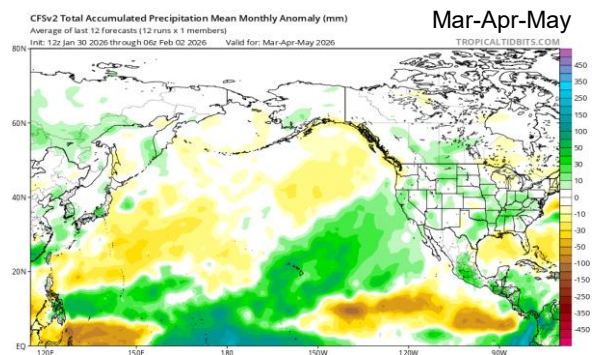 Mar-Apr-May
CFSv2 Total Accumulated Precipitation Mean Monthly Anomaly (mm)
Average of last 12 forecasts (12 runs x 1 members)
Init: 12z Jan 30 2026 through 06z Feb 02 2026 Valid for: Mar-Apr-May 2026 TROPICALTIDBITS.COM
80N
60N
40N
20N
EQ
120E 150E 180 150W 120W 90W
450
350
250
150
100
50
30
10
0
-10
-30
-50
-100
-150
-250
-350
-450